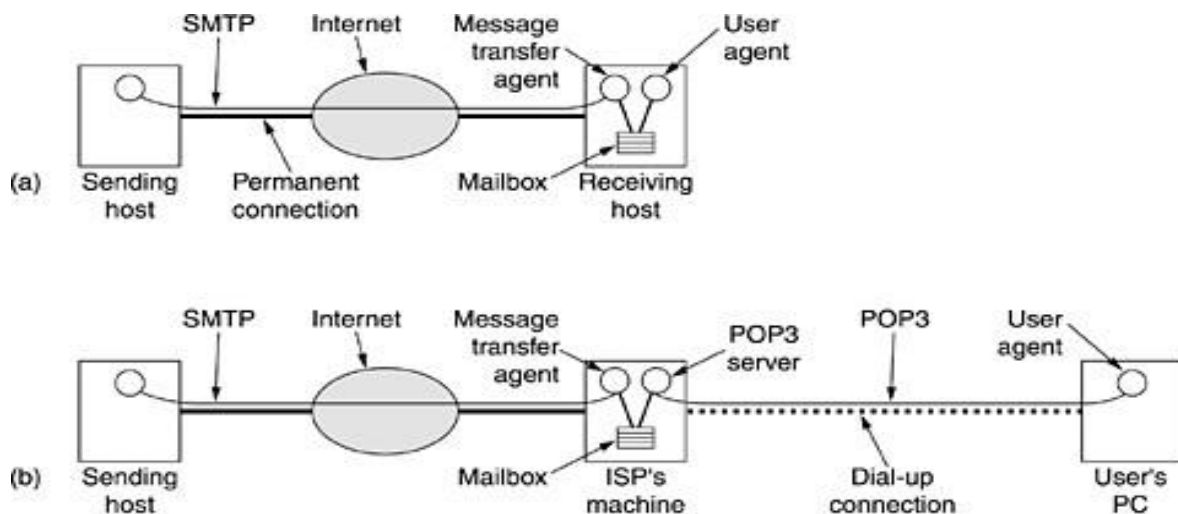 SMTP
Internet
Message
transfer
agent
User
agent
(a)
Sending
host
Permanent
connection
Mailbox
Receiving
host
SMTP
Internet
Message
transfer
agent
POP3
server
POP3
User
agent
(b)
Sending
host
Mailbox
ISP's
machine
Dial-up
connection
User's
PC